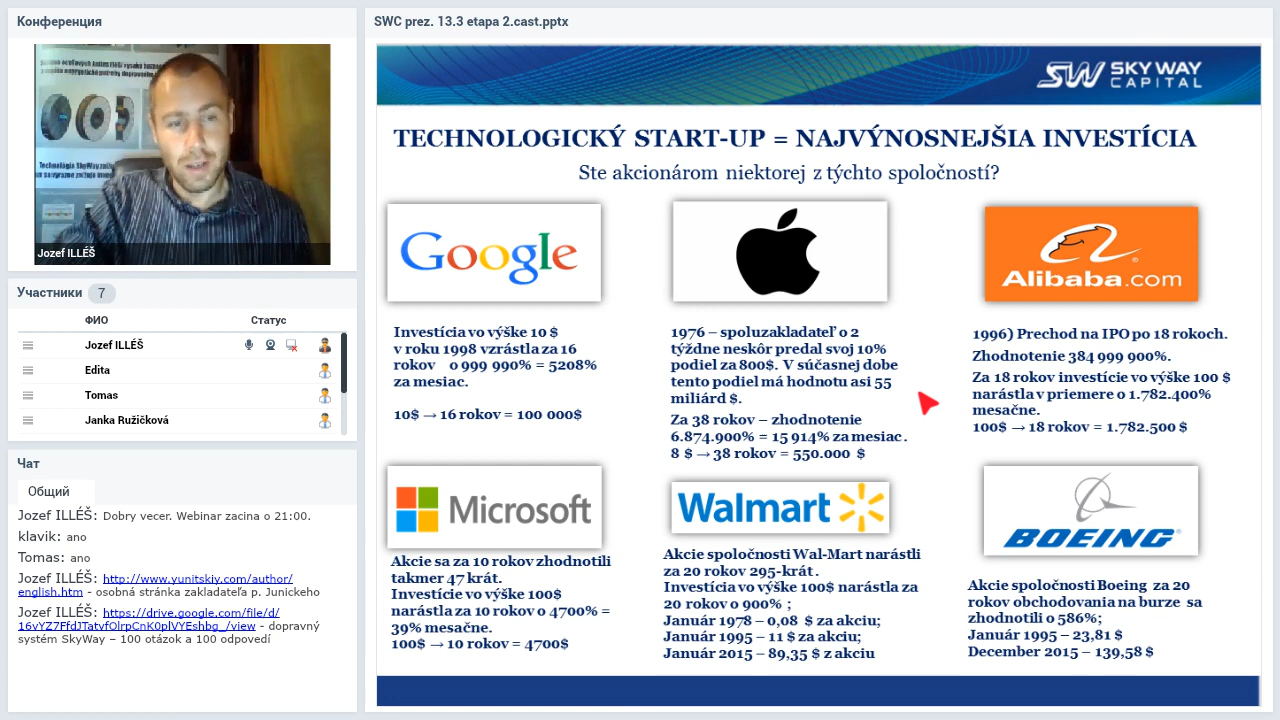 Конференция
Jozef ILLÉŠ
Участники 7
ФИО Статус
Jozef ILLÉŠ
Edita
Tomas
Janka Ružičková
Чат
Общий
Jozef ILLÉŠ: Dobry vecer. Webinar zacina o 21:00.
klavik: ano
Tomas: ano
Jozef ILLÉŠ: http://www.yunitskiy.com/author/
english.htm - osobná stránka zakladateľa p. Junickeho
Jozef ILLÉŠ: https://drive.google.com/file/d/
16vYZ7FfdJTatvfOlrpCnK0plVYEshbg_/view - dopravný
systém SkyWay – 100 otázok a 100 odpovedí
SWC prez. 13.3 etapa 2.cast.pptx
SW SKY WAY
CAPITAL
TECHNOLOGICKÝ START-UP = NAJVÝNOSNEJŠIA INVESTÍCIA
Ste akcionárom niektorej z týchto spoločností?
Google
Investícia vo výške 10 $
v roku 1998 vzrástla za 16
rokov o 999 990% = 5208%
za mesiac.
10$ → 16 rokov = 100 000$
1976 – spoluzakladateľ o 2
týždne neskôr predal svoj 10%
podiel za 800$. V súčasnej dobe
tento podiel má hodnotu asi 55
miliárd $.
Za 38 rokov – zhodnotenie
6.874.900% = 15 914% za mesiac.
8 $ → 38 rokov = 550.000 $
Alibaba.com
1996) Prechod na IPO po 18 rokoch.
Zhodnotenie 384 999 900%.
Za 18 rokov investície vo výške 100 $
narástla v priemere o 1.782.400%
mesačne.
100$ → 18 rokov = 1.782.500 $
Microsoft
Akcie sa za 10 rokov zhodnotili
takmer 47 krát.
Investície vo výške 100$
narástla za 10 rokov o 4700% =
39% mesačne.
100$ → 10 rokov = 4700$
Walmart
Akcie spoločnosti Wal-Mart narástli
za 20 rokov 295-krát.
Investícia vo výške 100$ narástla za
20 rokov o 900% ;
Január 1978 – 0,08 $ za akciu;
Január 1995 – 11 $ za akciu;
Január 2015 – 89,35 $ z akciu
BOEING
Akcie spoločnosti Boeing za 20
rokov obchodovania na burze sa
zhodnotili o 586%;
Január 1995 – 23,81 $
December 2015 – 139,58 $